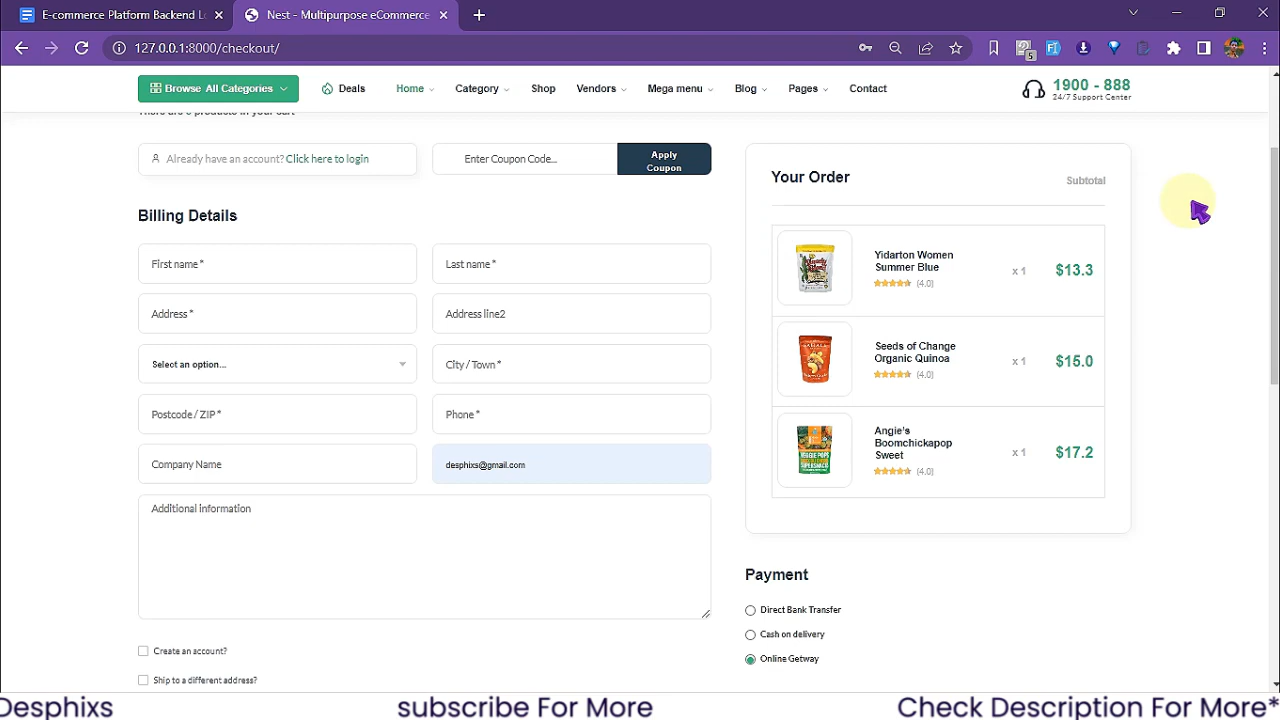 E-commerce Platform Backend Lo
Nest - Multipurpose eCommerce
127.0.0.1:8000/checkout/
5
Browse All Categories
Deals
Home
Category
Shop
Vendors
Mega menu
Blog
Pages
Contact
1900 - 888
24/7 Support Center
products in your cart
Already have an account? Click here to login
Enter Coupon Code...
Apply
Coupon
Billing Details
First name *
Last name *
Address *
Address line2
Select an option...
City / Town *
Postcode / ZIP *
Phone *
Company Name
desphixs@gmail.com
Additional information
Create an account?
Ship to a different address?
Your Order
Subtotal
Yidarton Women
Summer Blue
(4.0)
x 1
$13.3
Seeds of Change
Organic Quinoa
(4.0)
x 1
$15.0
Angie's
Boomchickapop
Sweet
(4.0)
x 1
$17.2
Payment
Direct Bank Transfer
Cash on delivery
Online Getway
Desphixs
subscribe For More
Check Description For More*